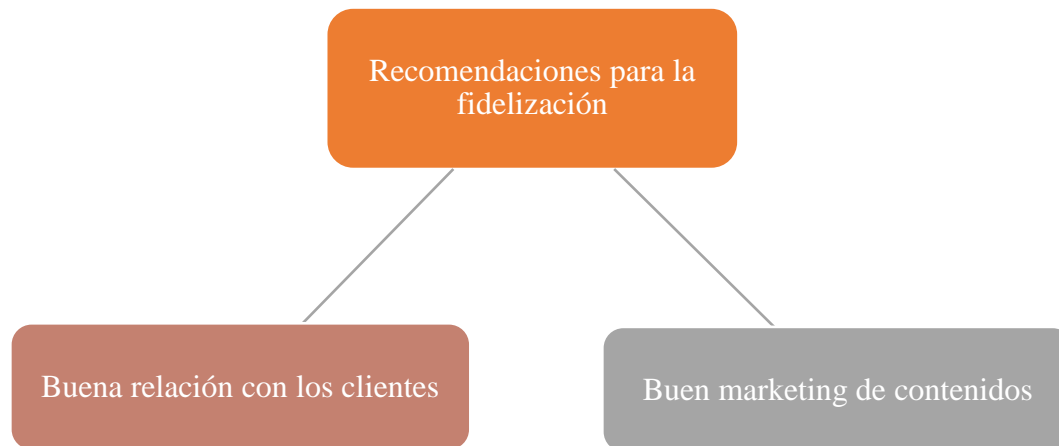 Recomendaciones para la
fidelización
Buena relación con los clientes
Buen marketing de contenidos